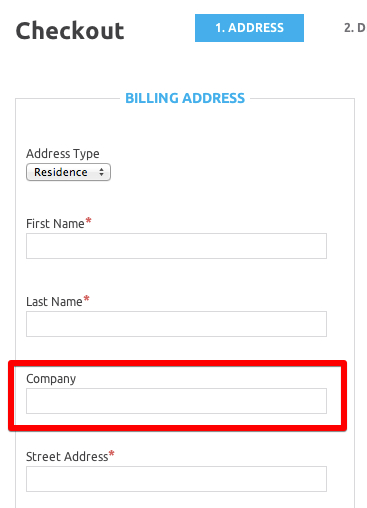 Checkout
1. ADDRESS
2. D
BILLING ADDRESS
Address Type
Residence
First Name*
Last Name*
Company
Street Address*